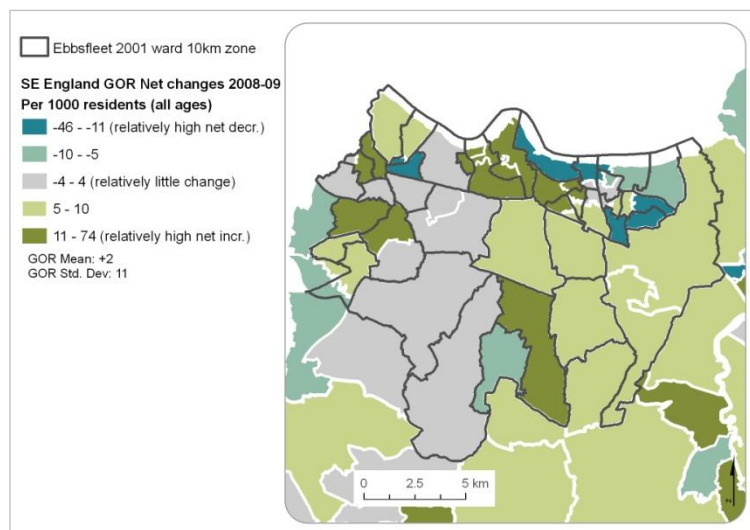 Ebbsfleet 2001 ward 10km zone
SE England GOR Net changes 2008-09
Per 1000 residents (all ages)
-46 - -11 (relatively high net decr.)
-10 - -5
-4 - 4 (relatively little change)
5 - 10
11 - 74 (relatively high net incr.)
GOR Mean: +2
GOR Std. Dev: 11
0 2.5 5 km